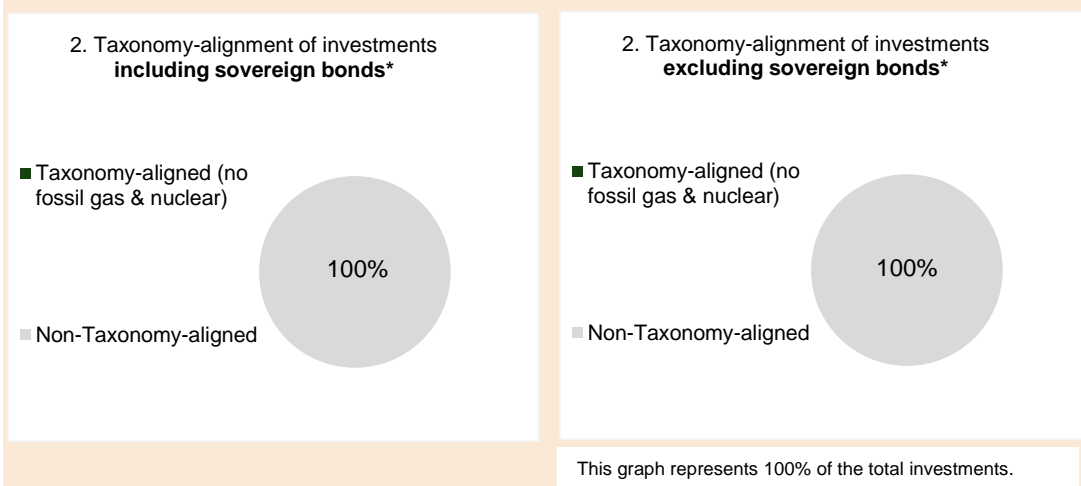 2. Taxonomy-alignment of investments
including sovereign bonds*
Taxonomy-aligned (no
fossil gas & nuclear)
100%
Non-Taxonomy-aligned
2. Taxonomy-alignment of investments
excluding sovereign bonds*
Taxonomy-aligned (no
fossil gas & nuclear)
100%
Non-Taxonomy-aligned
This graph represents 100% of the total investments.